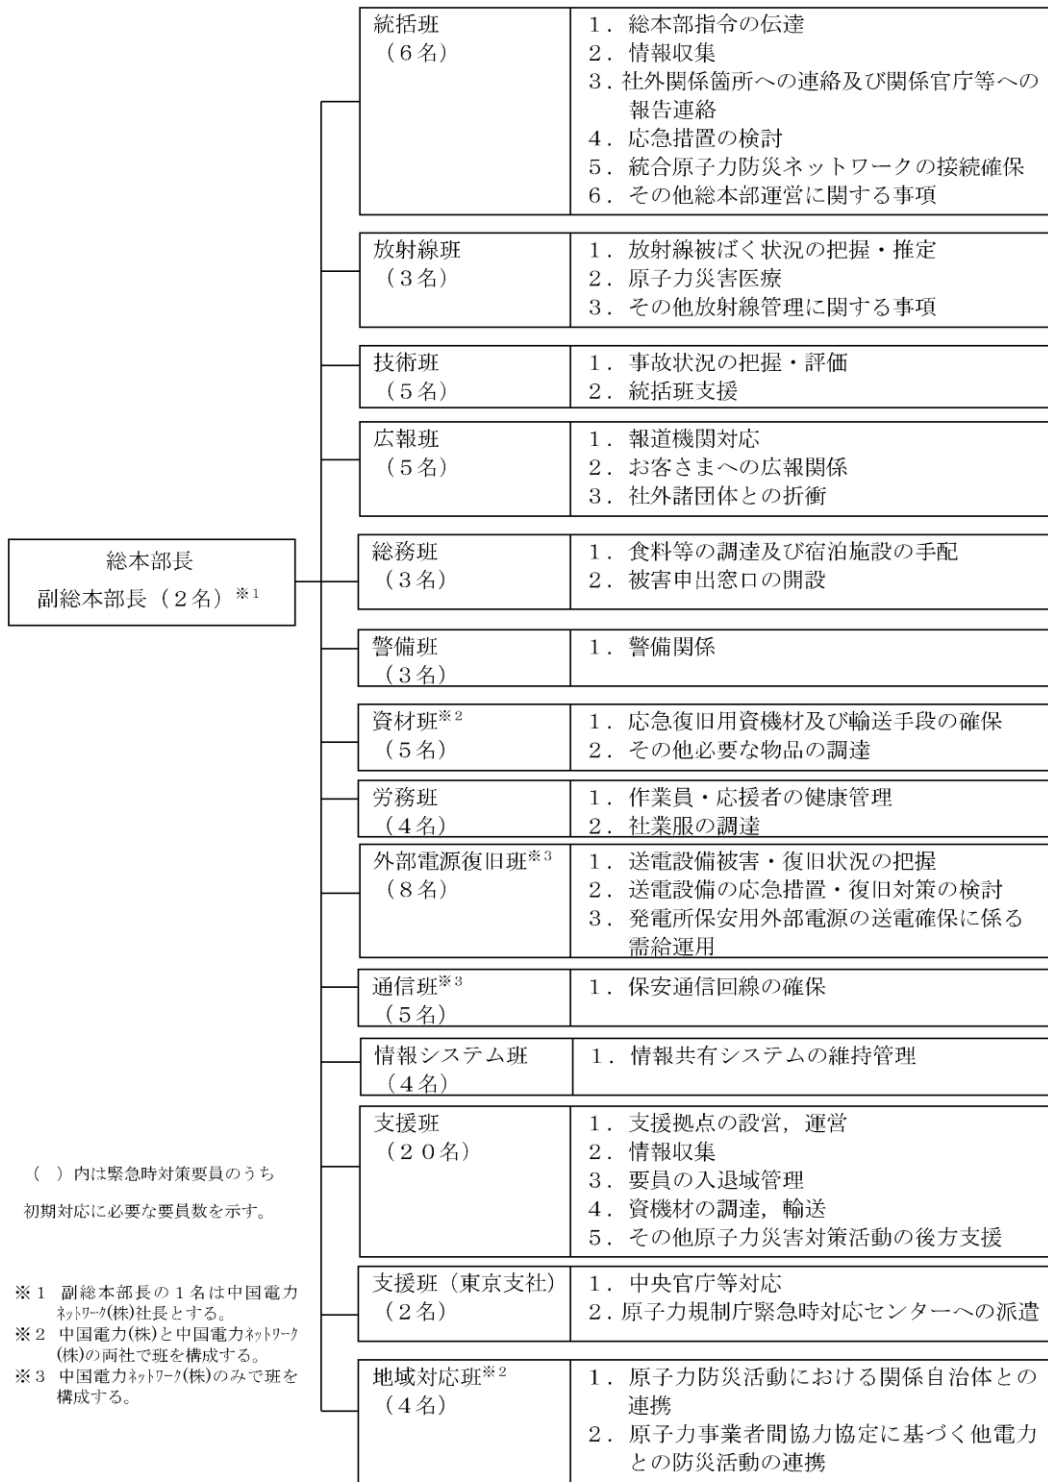 統括班
(6名)
1．総本部指令の伝達
2．情報収集
3．社外関係箇所への連絡及び関係官庁等への
報告連絡
4．応急措置の検討
5．統合原子力防災ネットワークの接続確保
6．その他総本部運営に関する事項
放射線班
(3名)
1．放射線被ばく状況の把握・推定
2．原子力災害医療
3．その他放射線管理に関する事項
技術班
(5名)
1．事故状況の把握・評価
2．統括班支援
広報班
(5名)
1．報道機関対応
2．お客さまへの広報関係
3．社外諸団体との折衝
総本部長
副総本部長（2名）※1
総務班
(3名)
1．食料等の調達及び宿泊施設の手配
2．被害申出窓口の開設
警備班
(3名)
1．警備関係
資材班※2
(5名)
1．応急復旧用資機材及び輸送手段の確保
2．その他必要な物品の調達
労務班
(4名)
1．作業員・応援者の健康管理
2．社業服の調達
外部電源復旧班※3
(8名)
1．送電設備被害・復旧状況の把握
2．送電設備の応急措置・復旧対策の検討
3．発電所保安用外部電源の送電確保に係る
需給運用
通信班※3
(5名)
1．保安通信回線の確保
情報システム班
(4名)
1．情報共有システムの維持管理
支援班
(20名)
1．支援拠点の設営，運営
2．情報収集
3．要員の入退域管理
4．資機材の調達，輸送
5．その他原子力災害対策活動の後方支援
支援班（東京支社）
(2名)
1．中央官庁等対応
2．原子力規制庁緊急時対応センターへの派遣
地域対応班※2
(4名)
1．原子力防災活動における関係自治体との
連携
2．原子力事業者間協力協定に基づく他電力
との防災活動の連携
（　）内は緊急時対策要員のうち
初期対応に必要な要員数を示す。
※1　副総本部長の1名は中国電力
ネットワーク(株)社長とする。
※2　中国電力(株)と中国電力ネットワーク
(株)の両社で班を構成する。
※3　中国電力ネットワーク(株)のみで班を
構成する。